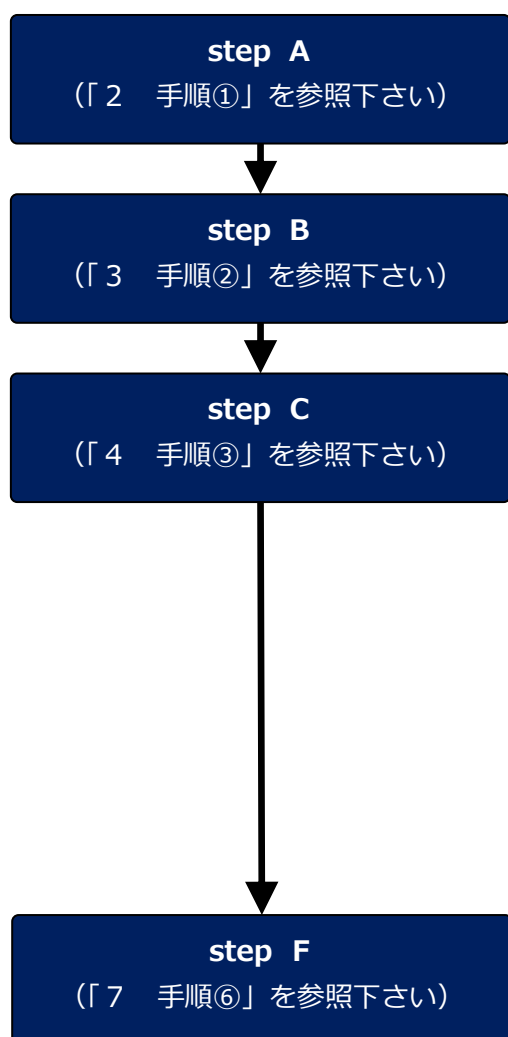 step A
（「２　手順①」を参照下さい）
step B
（「３　手順②」を参照下さい）
step C
（「４　手順③」を参照下さい）
step F
（「７　手順⑥」を参照下さい）